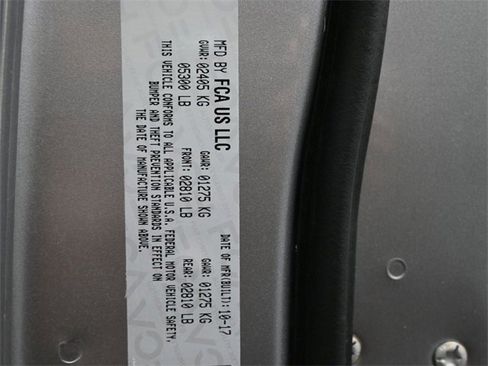 MFD BY FCA US LLC
DATE OF MFR(BUILT): 10-17
GVWR: 02405 KG
GAWR: 01275 KG
GAWR: 01275 KG
05300 LB
FRONT: 02810 LB
REAR: 02810 LB
THIS VEHICLE CONFORMS TO ALL APPLICABLE U.S.A. FEDERAL MOTOR VEHICLE SAFETY,
BUMPER AND THEFT PREVENTION STANDARDS IN EFFECT ON
THE DATE OF MANUFACTURE SHOWN ABOVE.